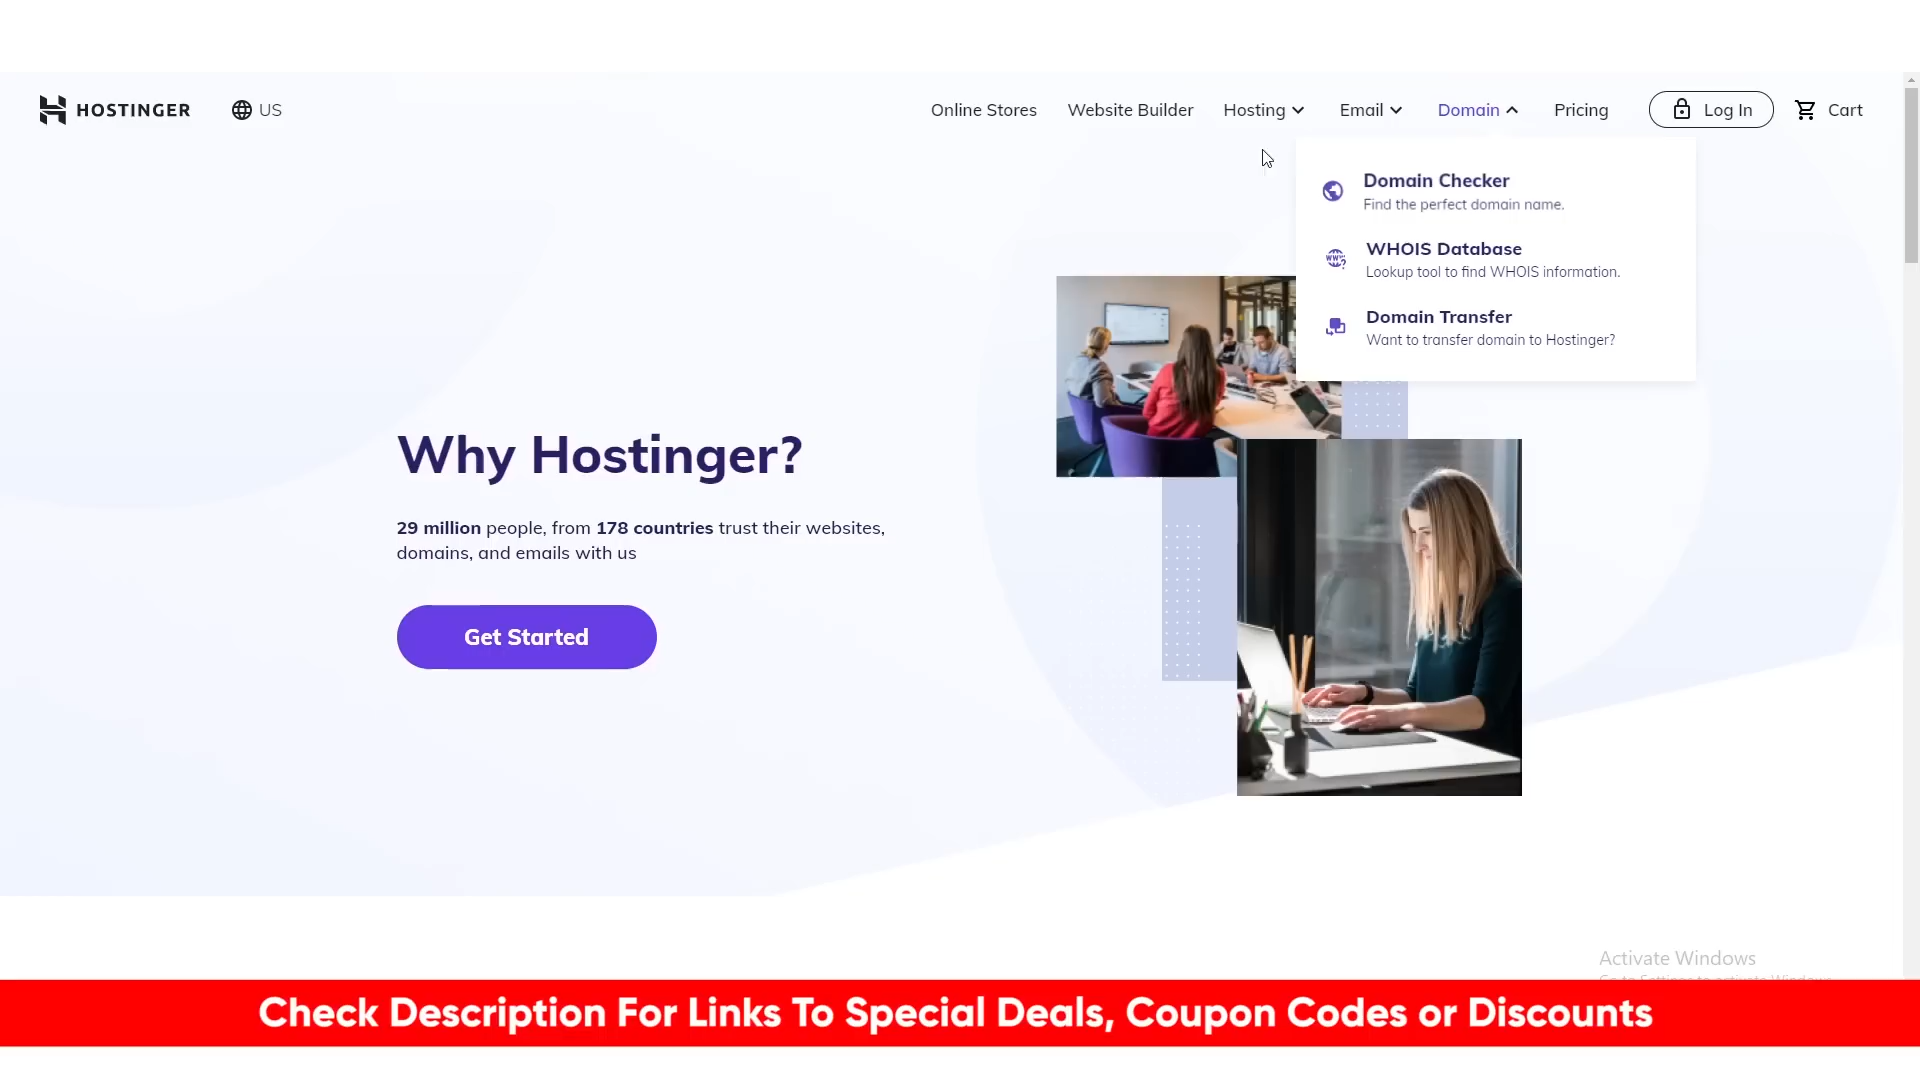 HOSTINGER
US
Online Stores
Website Builder
Hosting
Email
Domain
Pricing
Log In
Cart
Domain Checker
Find the perfect domain name.
WHOIS Database
Lookup tool to find WHOIS information.
Domain Transfer
Want to transfer domain to Hostinger?
Why Hostinger?
29 million people, from 178 countries trust their websites,
domains, and emails with us
Get Started
Activate Windows
Check Description For Links To Special Deals, Coupon Codes or Discounts